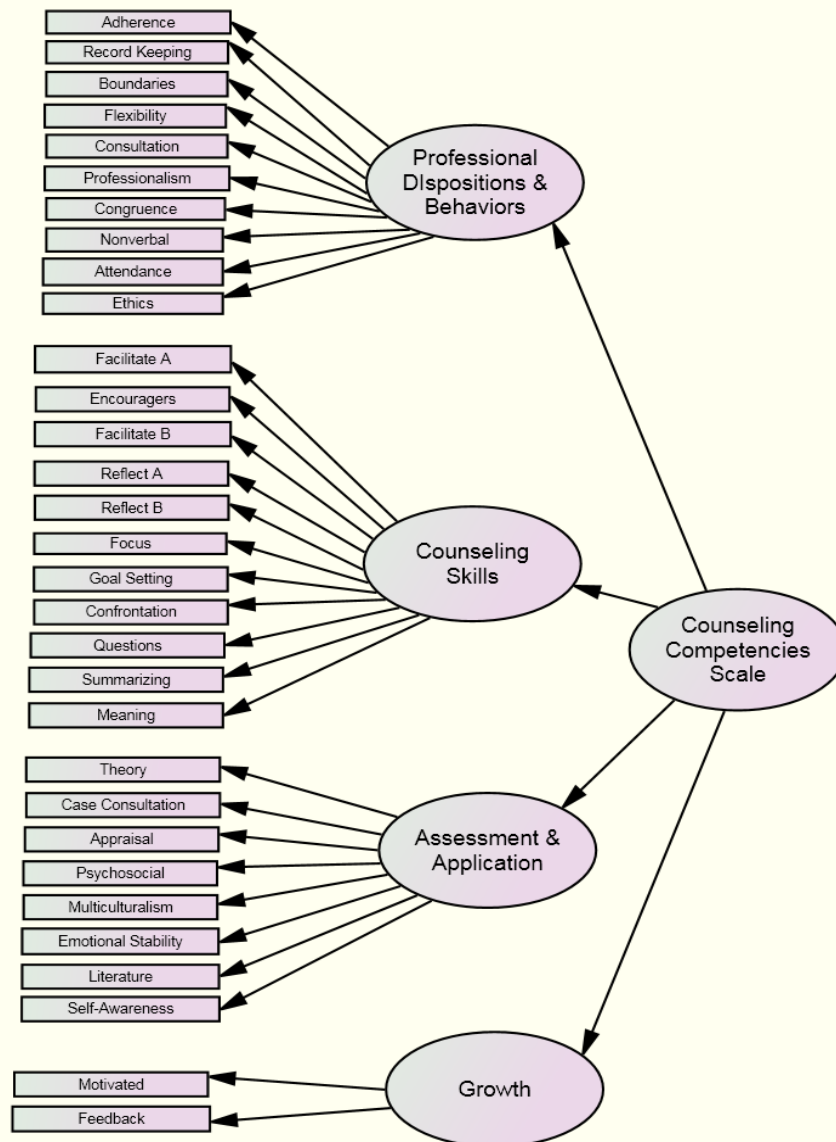 Adherence
Record Keeping
Boundaries
Flexibility
Consultation
Professionalism
Congruence
Nonverbal
Attendance
Ethics
Professional
DIspositions &
Behaviors
Facilitate A
Encouragers
Facilitate B
Reflect A
Reflect B
Focus
Goal Setting
Confrontation
Questions
Summarizing
Meaning
Counseling
Skills
Counseling
Competencies
Scale
Theory
Case Consultation
Appraisal
Psychosocial
Multiculturalism
Emotional Stability
Literature
Self-Awareness
Assessment &
Application
Motivated
Feedback
Growth